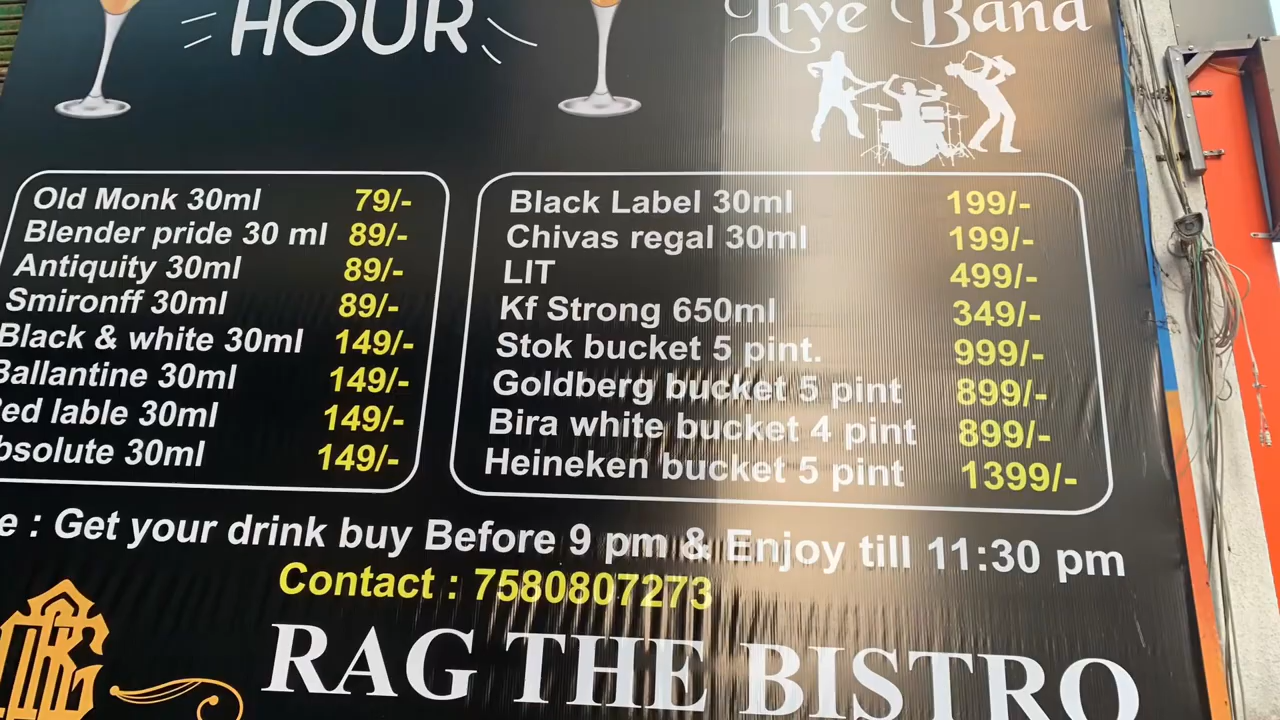 HOUR
Live Band
Old Monk 30ml 79/-
Blender pride 30 ml 89/-
Antiquity 30ml 89/-
Smironff 30ml 89/-
Black & white 30ml 149/-
Ballantine 30ml 149/-
Red lable 30ml 149/-
bsolute 30ml 149/-
Black Label 30ml 199/-
Chivas regal 30ml 199/-
LIT 499/-
Kf Strong 650ml 349/-
Stok bucket 5 pint. 999/-
Goldberg bucket 5 pint 899/-
Bira white bucket 4 pint 899/-
Heineken bucket 5 pint 1399/-
e : Get your drink buy Before 9 pm & Enjoy till 11:30 pm
Contact : 7580807273
RAG THE BISTRO